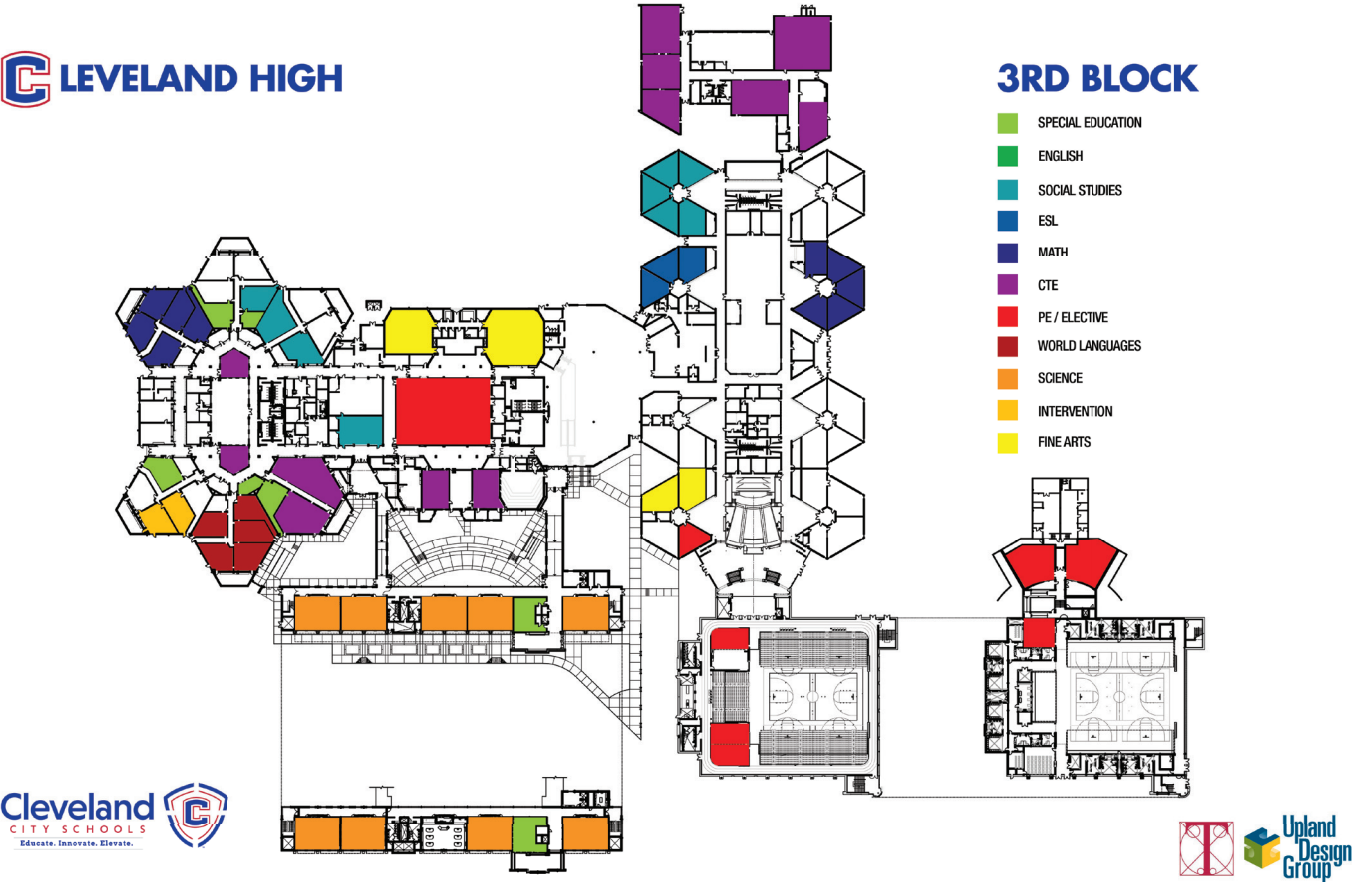 C LEVELAND HIGH
3RD BLOCK
SPECIAL EDUCATION
ENGLISH
SOCIAL STUDIES
ESL
MATH
CTE
PE / ELECTIVE
WORLD LANGUAGES
SCIENCE
INTERVENTION
FINE ARTS
Cleveland
CITY SCHOOLS
Educate. Innovate. Elevate.
C
T
Upland
Design
Group